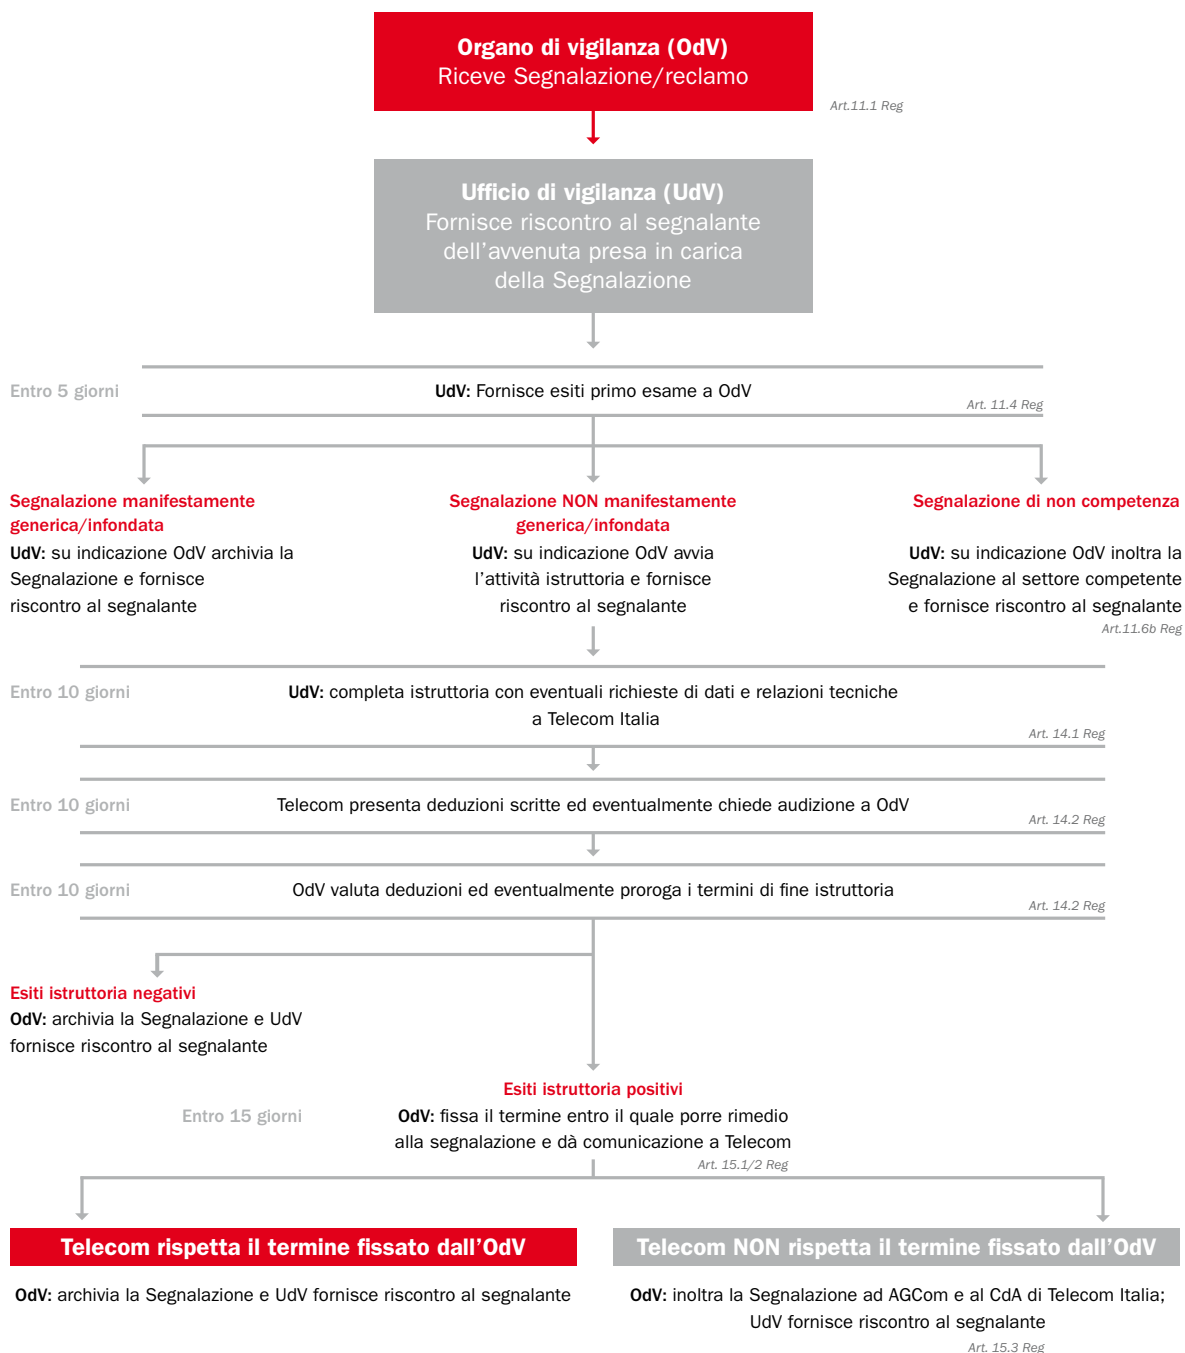 Organo di vigilanza (OdV)
Riceve Segnalazione/reclamo
Art.11.1 Reg
Ufficio di vigilanza (UdV)
Fornisce riscontro al segnalante
dell'avvenuta presa in carica
della Segnalazione
Entro 5 giorni
UdV: Fornisce esiti primo esame a OdV
Art. 11.4 Reg
Segnalazione manifestamente
generica/infondata
UdV: su indicazione OdV archivia la
Segnalazione e fornisce
riscontro al segnalante
Segnalazione NON manifestamente
generica/infondata
UdV: su indicazione OdV avvia
l'attività istruttoria e fornisce
riscontro al segnalante
Segnalazione di non competenza
UdV: su indicazione OdV inoltra la
Segnalazione al settore competente
e fornisce riscontro al segnalante
Art.11.6b Reg
Entro 10 giorni
UdV: completa istruttoria con eventuali richieste di dati e relazioni tecniche
a Telecom Italia
Art. 14.1 Reg
Entro 10 giorni
Telecom presenta deduzioni scritte ed eventualmente chiede audizione a OdV
Art. 14.2 Reg
Entro 10 giorni
OdV valuta deduzioni ed eventualmente proroga i termini di fine istruttoria
Art. 14.2 Reg
Esiti istruttoria negativi
OdV: archivia la Segnalazione e UdV
fornisce riscontro al segnalante
Esiti istruttoria positivi
Entro 15 giorni
OdV: fissa il termine entro il quale porre rimedio
alla segnalazione e dà comunicazione a Telecom
Art. 15.1/2 Reg
Telecom rispetta il termine fissato dall'OdV
OdV: archivia la Segnalazione e UdV fornisce riscontro al segnalante
Telecom NON rispetta il termine fissato dall'OdV
OdV: inoltra la Segnalazione ad AGCom e al CdA di Telecom Italia;
UdV fornisce riscontro al segnalante
Art. 15.3 Reg